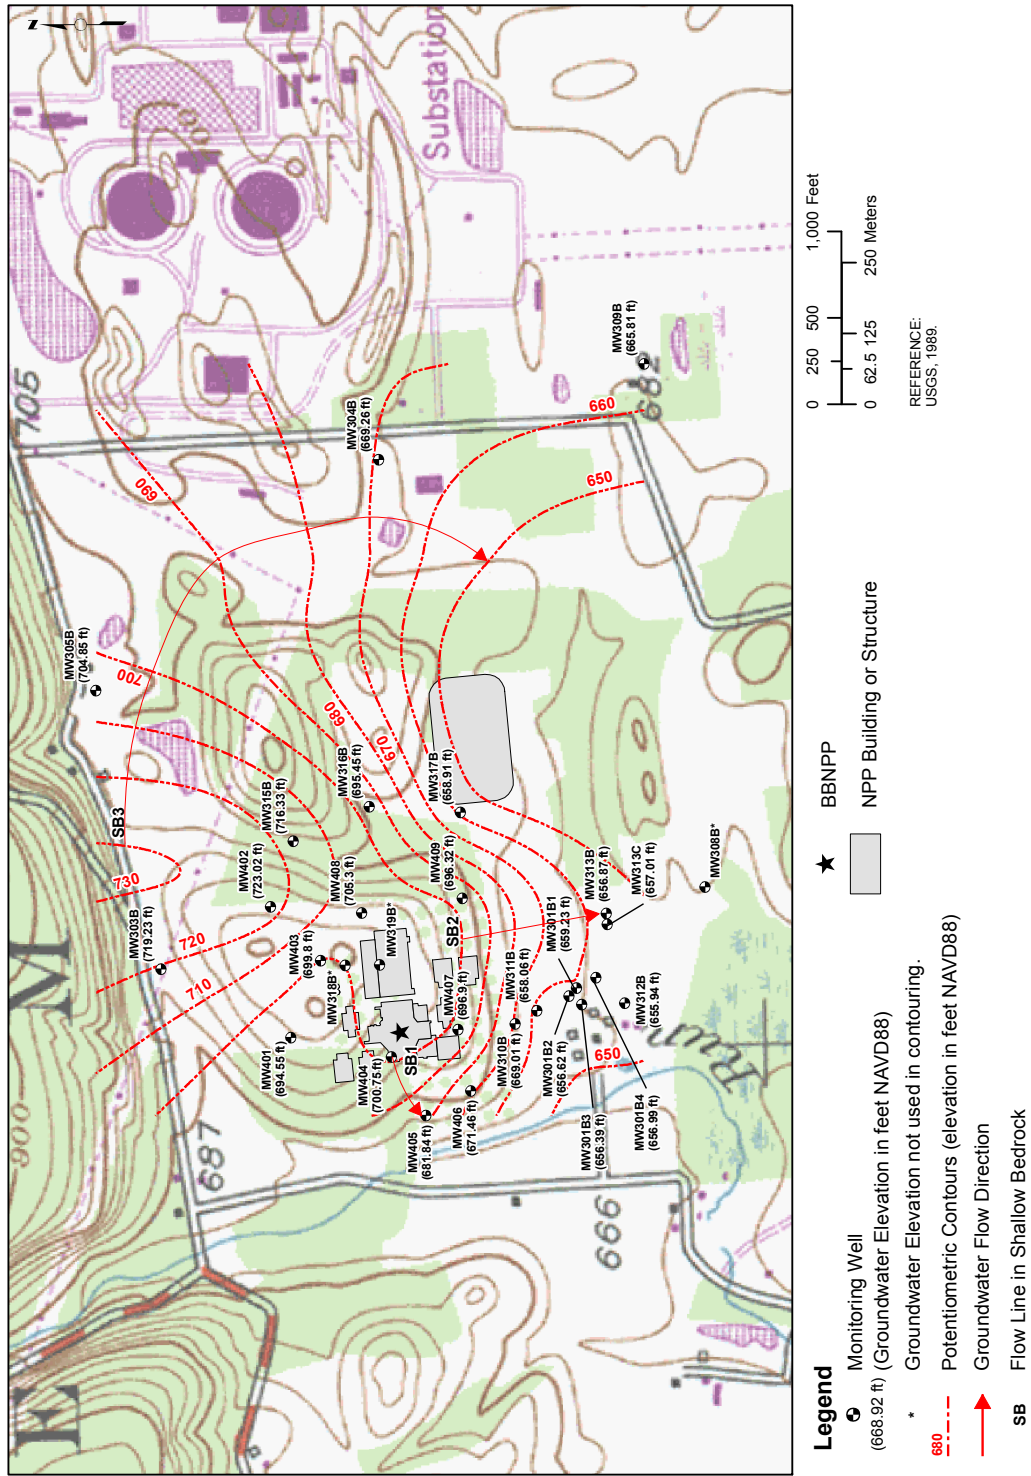 N
Substation
705
687
666
687
900
M
E
Run
SB3
MW305B
(704.85 ft)
MW304B
(669.26 ft)
MW309B
(665.81 ft)
MW303B
(719.23 ft)
MW402
(723.02 ft)
MW315B
(716.33 ft)
MW316B
(695.45 ft)
MW408
(705.3 ft)
MW317B
(658.91 ft)
MW409
(696.32 ft)
MW403
(699.8 ft)
MW318B*
MW319B*
MW401
(694.55 ft)
MW404
(700.75 ft)
SB1
SB2
MW407
(696.9 ft)
MW405
(681.84 ft)
MW406
(671.46 ft)
MW310B
(669.01 ft)
MW311B
(658.06 ft)
MW301B1
(659.23 ft)
MW301B2
(656.62 ft)
MW301B3
(656.39 ft)
MW301B4
(656.99 ft)
MW312B
(655.94 ft)
MW313B
(656.87 ft)
MW313C
(657.01 ft)
MW308B*
690
700
730
720
710
680
670
660
650
650
0 250 500 1,000 Feet
0 62.5 125 250 Meters
REFERENCE:
USGS, 1989.
Legend
Monitoring Well
(668.92 ft) (Groundwater Elevation in feet NAVD88)
* Groundwater Elevation not used in contouring.
680 Potentiometric Contours (elevation in feet NAVD88)
Groundwater Flow Direction
SB Flow Line in Shallow Bedrock
BBNPP
NPP Building or Structure